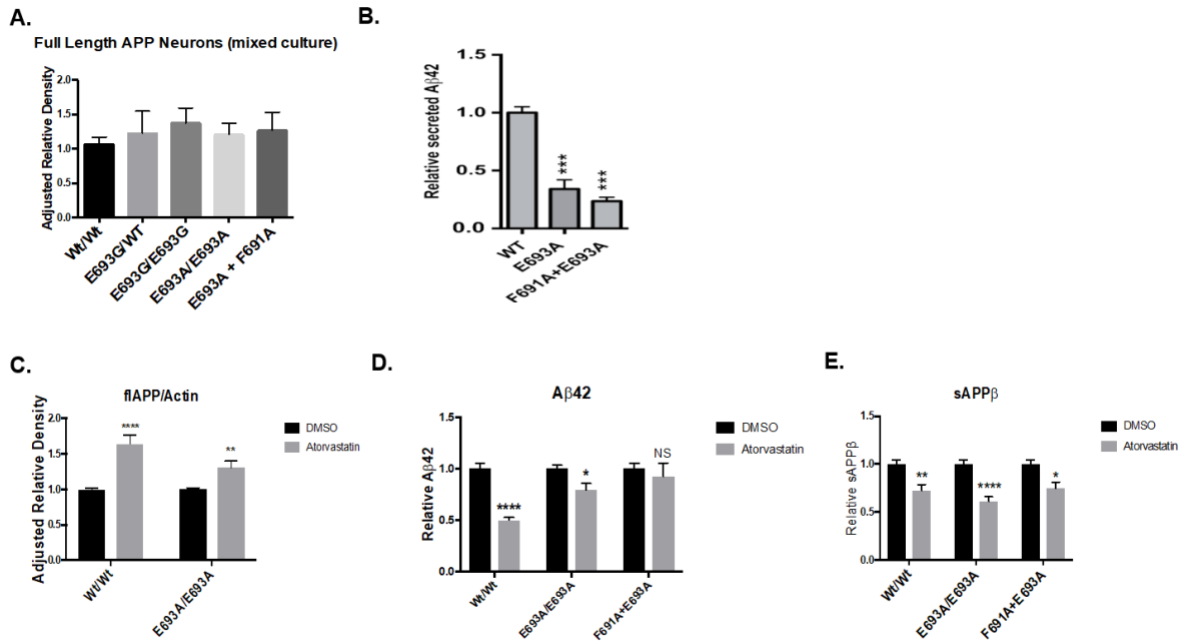 A.
Full Length APP Neurons (mixed culture)
Adjusted Relative Density
2.0
1.5
1.0
0.5
0.0
Wt/Wt
E693G/WT
E693G/E693G
E693A/E693A
E693A + F691A
B.
Relative secreted Aβ42
1.5
1.0
0.5
0.0
***
***
WT
E693A
F691A+E693A
C.
flAPP/Actin
Adjusted Relative Density
2.0
1.5
1.0
0.5
0.0
****
**
Wt/Wt
E693A/E693A
DMSO
Atorvastatin
D.
Aβ42
Relative Aβ42
1.5
1.0
0.5
0.0
****
*
NS
Wt/Wt
E693A/E693A
F691A+E693A
DMSO
Atorvastatin
E.
sAPPβ
Relative sAPPβ
1.5
1.0
0.5
0.0
**
****
*
Wt/Wt
E693A/E693A
F691A+E693A
DMSO
Atorvastatin